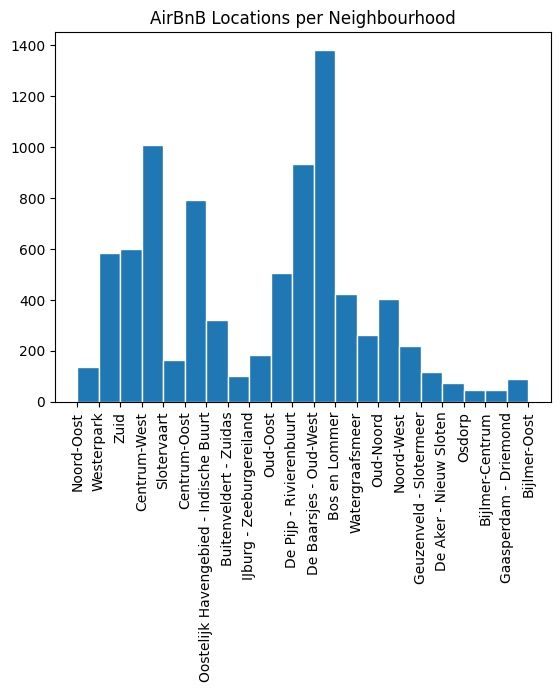 AirBnB Locations per Neighbourhood
1400
1200
1000
800
600
400
200
0
Noord-Oost
Westerpark
Zuid
Centrum-West
Slotervaart
Centrum-Oost
Oostelijk Havengebied - Indische Buurt
Buitenveldert - Zuidas
IJburg - Zeeburgereiland
Oud-Oost
De Pijp - Rivierenbuurt
De Baarsjes - Oud-West
Bos en Lommer
Watergraafsmeer
Oud-Noord
Noord-West
Geuzenveld - Slotermeer
De Aker - Nieuw Sloten
Osdorp
Bijlmer-Centrum
Gaasperdam - Driemond
Bijlmer-Oost